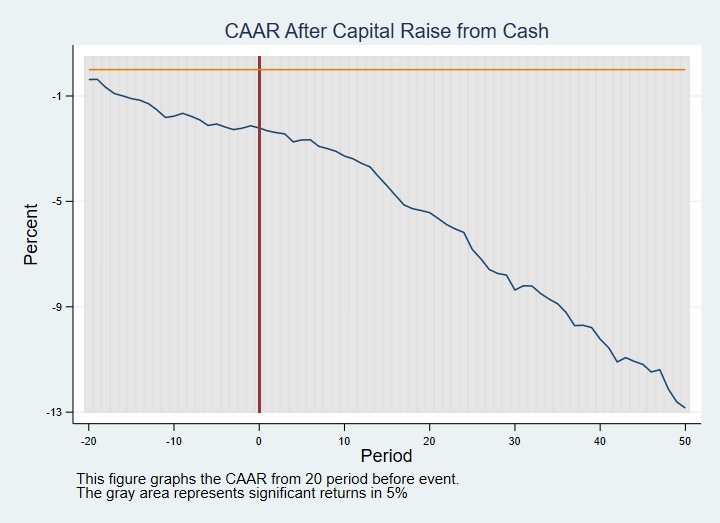 CAAR After Capital Raise from Cash
Percent
-1
-5
-9
-13
-20
-10
0
10
20
30
40
50
Period
This figure graphs the CAAR from 20 period before event.
The gray area represents significant returns in 5%